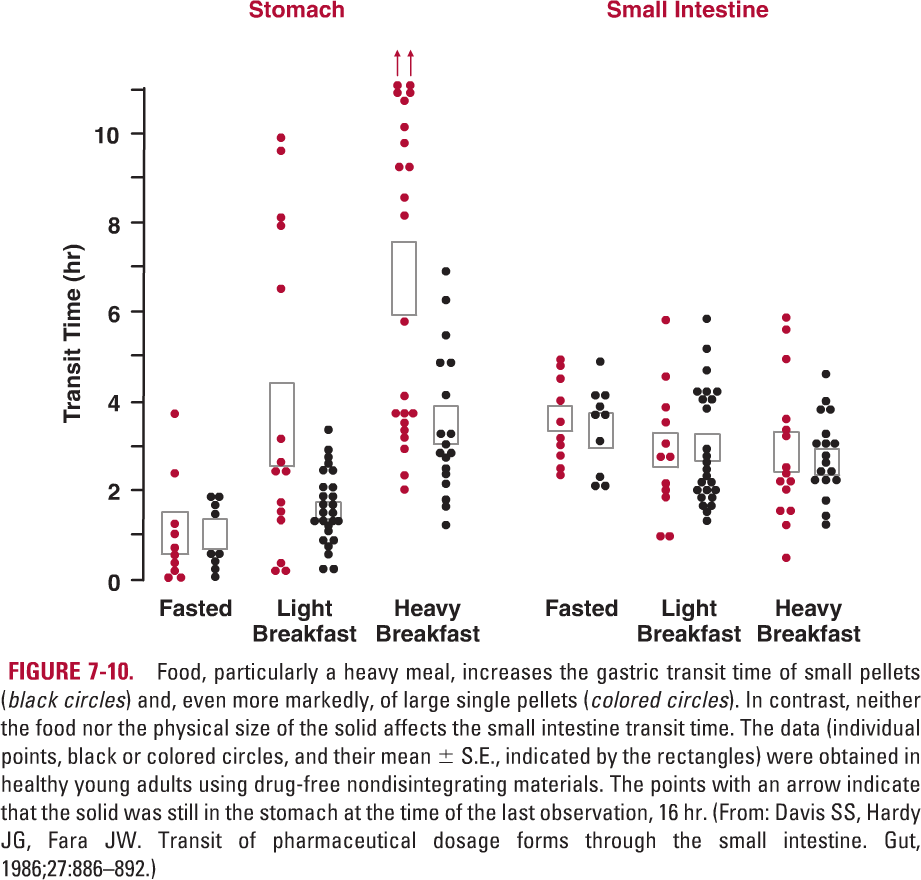 Stomach
Small Intestine
Transit Time (hr)
10
8
6
4
2
0
Fasted
Light
Breakfast
Heavy
Breakfast
Fasted
Light
Breakfast
Heavy
Breakfast
FIGURE 7-10. Food, particularly a heavy meal, increases the gastric transit time of small pellets
(black circles) and, even more markedly, of large single pellets (colored circles). In contrast, neither
the food nor the physical size of the solid affects the small intestine transit time. The data (individual
points, black or colored circles, and their mean ± S.E., indicated by the rectangles) were obtained in
healthy young adults using drug-free nondisintegrating materials. The points with an arrow indicate
that the solid was still in the stomach at the time of the last observation, 16 hr. (From: Davis SS, Hardy
JG, Fara JW. Transit of pharmaceutical dosage forms through the small intestine. Gut,
1986;27:886–892.)